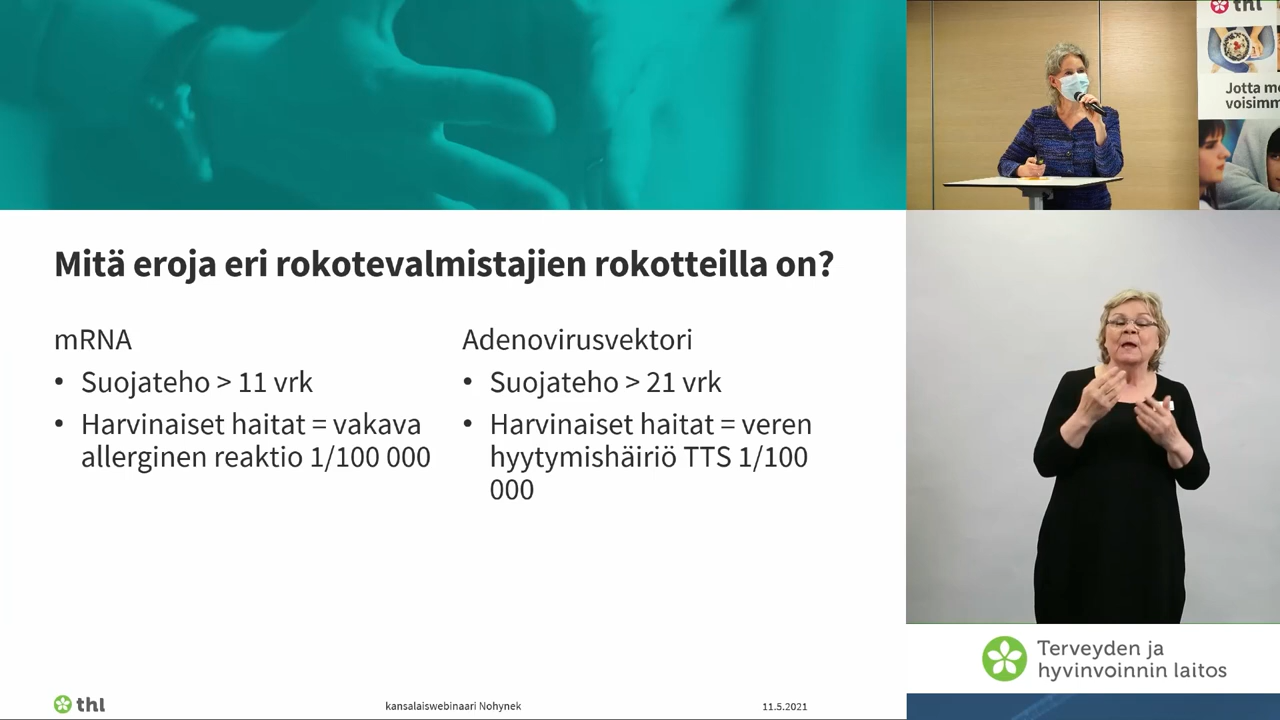 Mitä eroja eri rokotevalmistajien rokotteilla on?
mRNA
• Suojateho > 11 vrk
• Harvinaiset haitat = vakava
allerginen reaktio 1/100 000
Adenovirusvektori
• Suojateho > 21 vrk
• Harvinaiset haitat = veren
hyytymishäiriö TTS 1/100
000
thl
kansalaiswebinaari Nohynek
11.5.2021
thl
Jotta
voisimm
Terveyden ja
hyvinvoinnin laitos